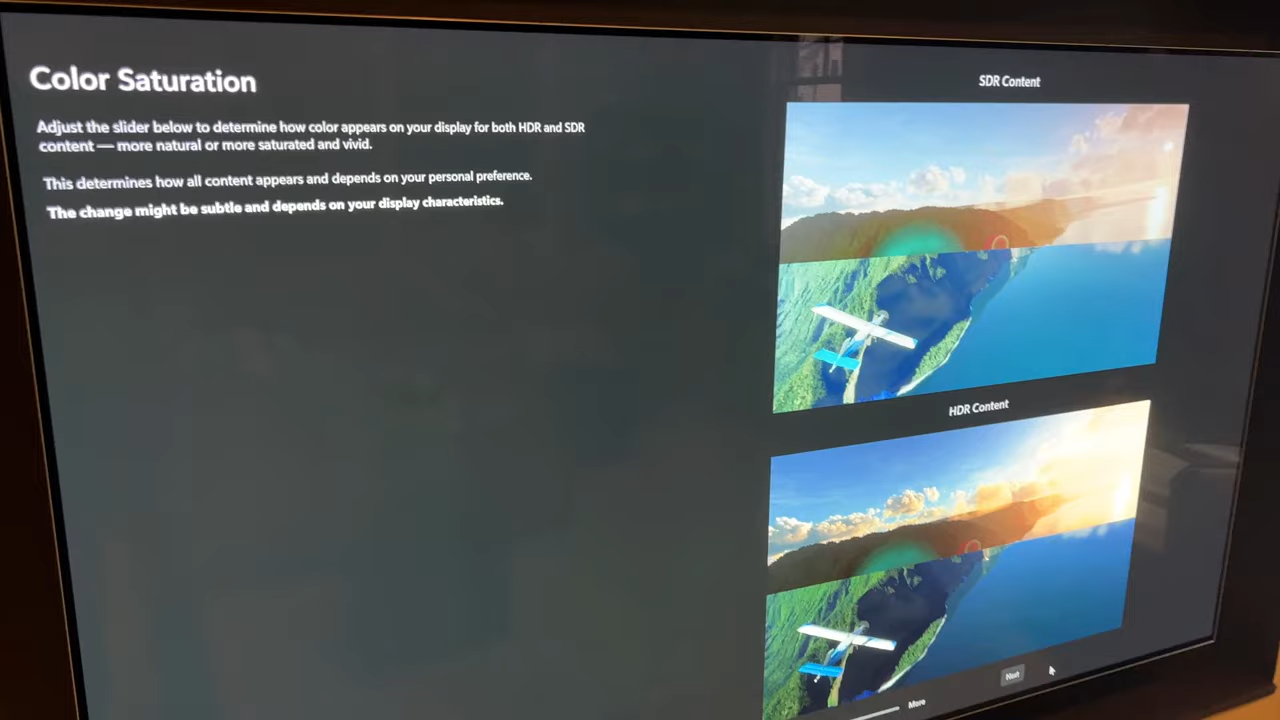 Color Saturation
Adjust the slider below to determine how color appears on your display for both HDR and SDR
content — more natural or more saturated and vivid.
This determines how all content appears and depends on your personal preference.
The change might be subtle and depends on your display characteristics.
SDR Content
HDR Content
More
Next